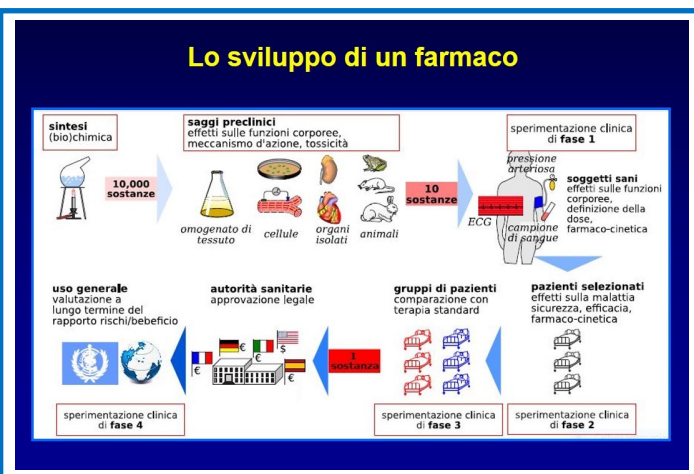 Lo sviluppo di un farmaco
sintesi
(bio)chimica
10,000
sostanze
saggi preclinici
effetti sulle funzioni corporee,
meccanismo d'azione, tossicità
omogenato di
tessuto
cellule
organi
isolati
animali
10
sostanze
sperimentazione clinica
di fase 1
pressione
arteriosa
ECG
campione
di sangue
soggetti sani
effetti sulle funzioni
corporee,
definizione della
dose,
farmaco-cinetica
pazienti selezionati
effetti sulla malattia
sicurezza, efficacia,
farmaco-cinetica
sperimentazione clinica
di fase 2
gruppi di pazienti
comparazione con
terapia standard
sperimentazione clinica
di fase 3
1
sostanza
autorità sanitarie
approvazione legale
€
€
€
$
€
uso generale
valutazione a
lungo termine del
rapporto rischi/bebeficio
sperimentazione clinica
di fase 4